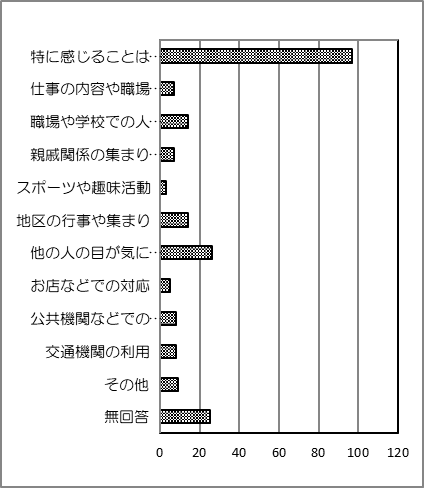 特に感じることは…
仕事の内容や職場…
職場や学校での人…
親戚関係の集まり…
スポーツや趣味活動
地区の行事や集まり
他の人の目が気に…
お店などでの対応
公共機関などでの…
交通機関の利用
その他
無回答
0 20 40 60 80 100 120